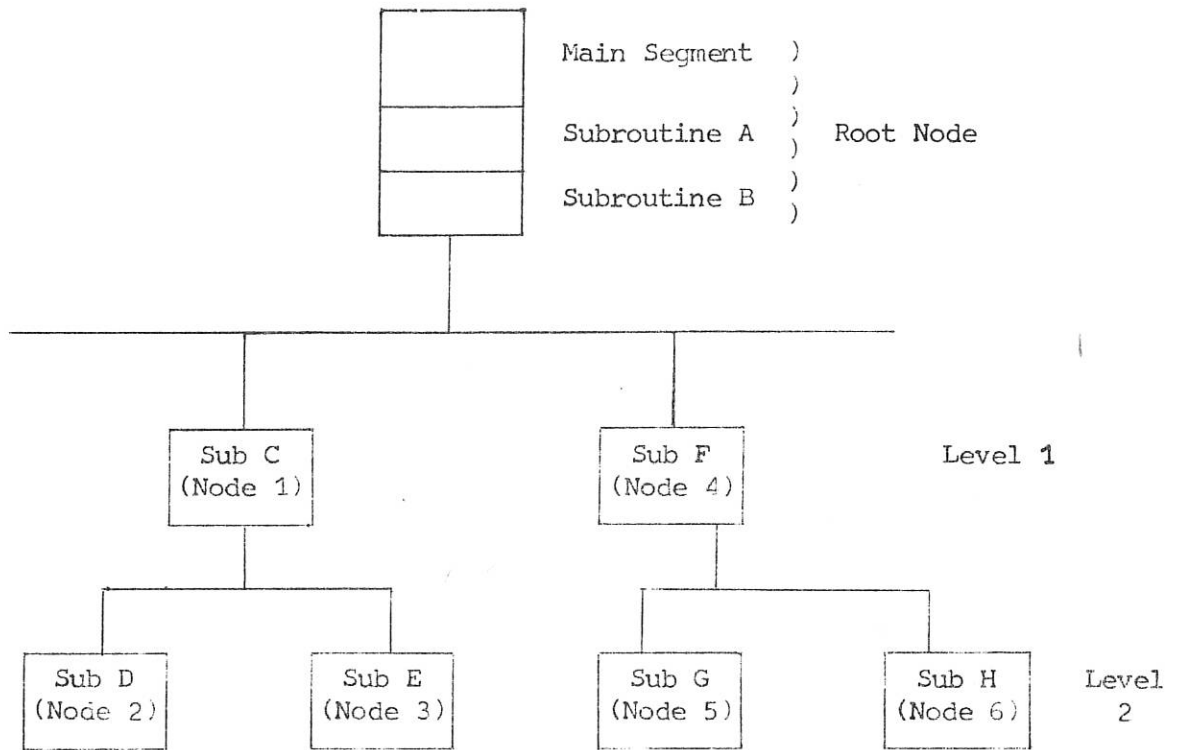 Main Segment )
)
Subroutine A )
) Root Node
Subroutine B )
)
Sub C
(Node 1)
Sub F
(Node 4)
Level 1
Sub D
(Node 2)
Sub E
(Node 3)
Sub G
(Node 5)
Sub H
(Node 6)
Level
2